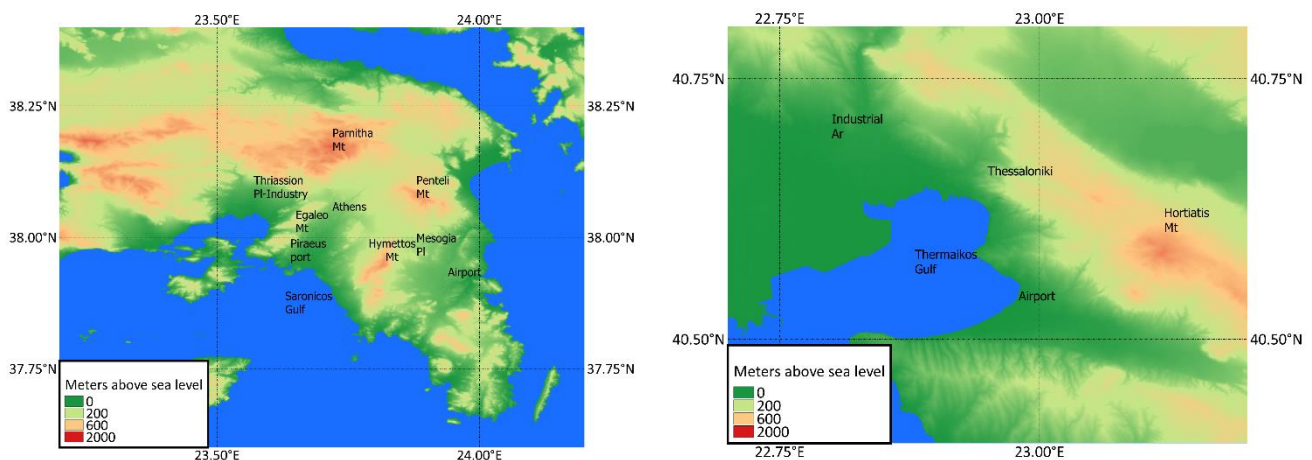 23.50°E
24.00°E
38.25°N
38.25°N
Parnitha
Mt
Thriassion
Pl-Industry
Penteli
Mt
Athens
Egaleo
Mt
38.00°N
38.00°N
Piraeus
port
Hymettos
Mt
Mesogia
Pl
Airport
Saronicos
Gulf
37.75°N
37.75°N
Meters above sea level
0
200
600
2000
23.50°E
24.00°E
22.75°E
23.00°E
40.75°N
40.75°N
Industrial
Ar
Thessaloniki
Hortiatis
Mt
Thermaikos
Gulf
Airport
40.50°N
40.50°N
Meters above sea level
0
200
600
2000
22.75°E
23.00°E